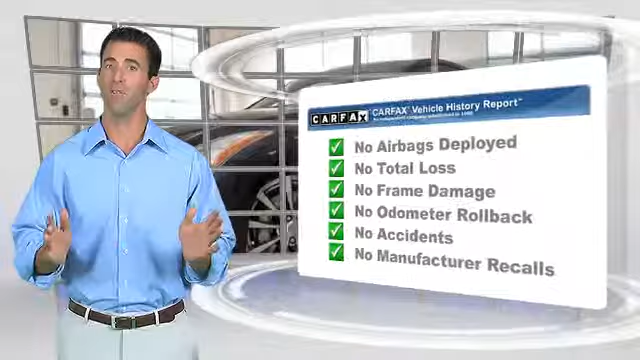 CARFAX CARFAX Vehicle History Report™
No Airbags Deployed
No Total Loss
No Frame Damage
No Odometer Rollback
No Accidents
No Manufacturer Recalls